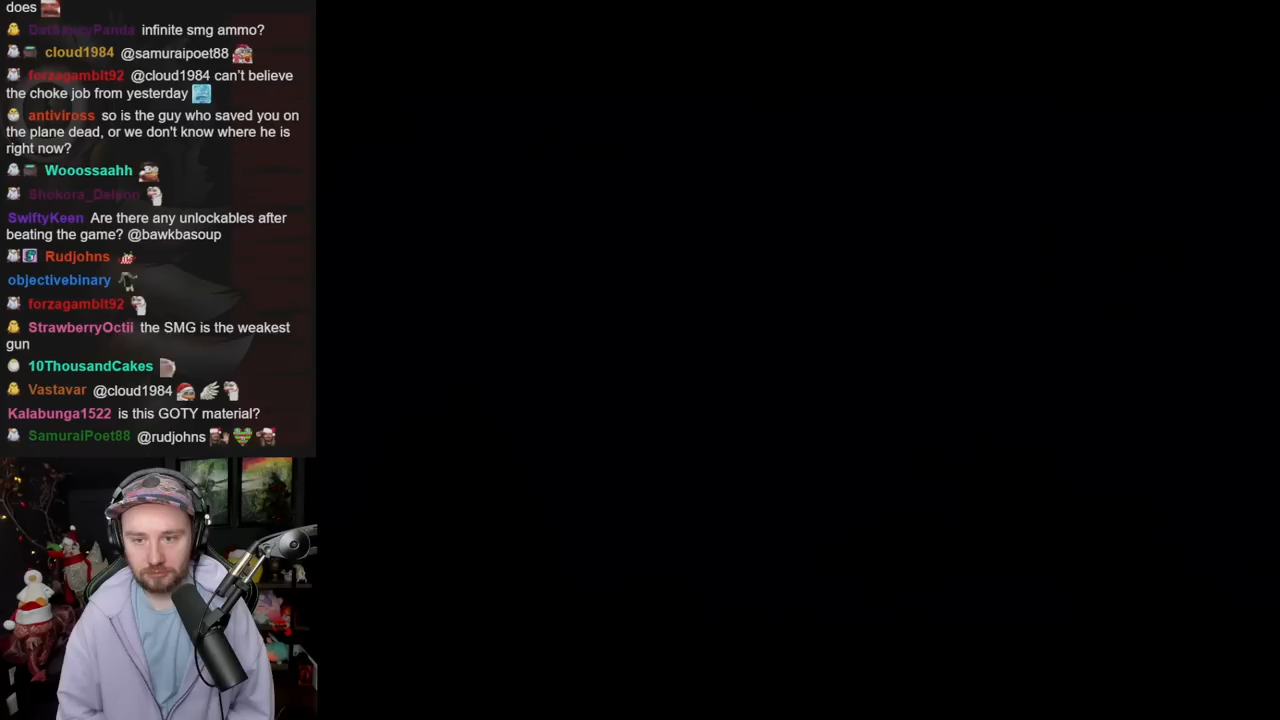 does
DatSaucyPanda infinite smg ammo?
cloud1984 @samuraipoet88
forzagambit92 @cloud1984 can't believe
the choke job from yesterday
antiviross so is the guy who saved you on
the plane dead, or we don't know where he is
right now?
Wooossaahh
Shokora_Delson
SwiftyKeen Are there any unlockables after
beating the game? @bawkbasoup
Rudjohns
objectivebinary
forzagambit92
StrawberryOctii the SMG is the weakest
gun
10ThousandCakes
Vastavar @cloud1984
Kalabunga1522 is this GOTY material?
SamuraiPoet88 @rudjohns